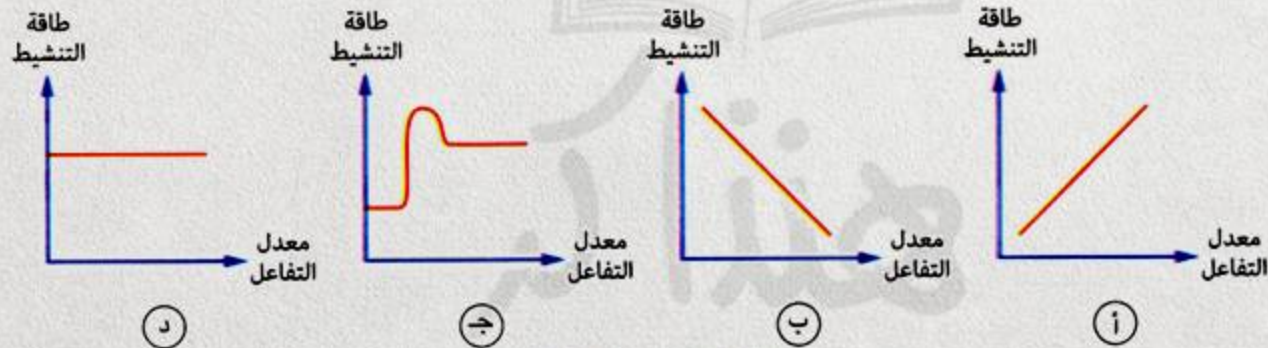 طاقة
التنشيط
معدل
التفاعل
أ
طاقة
التنشيط
معدل
التفاعل
ب
طاقة
التنشيط
معدل
التفاعل
جـ
طاقة
التنشيط
معدل
التفاعل
د